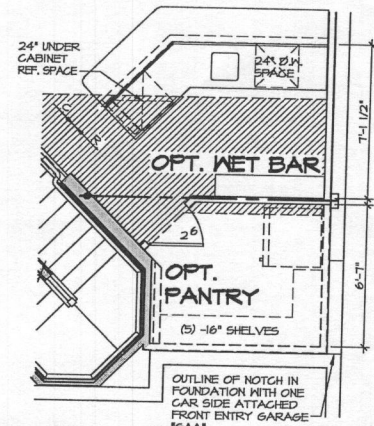 24" UNDER
CABINET
REF. SPACE
24" D.W.
SPACE
OPT. WET BAR
7'-1 1/2"
2⁶
OPT.
PANTRY
6'-7"
(5) -16" SHELVES
OUTLINE OF NOTCH IN
FOUNDATION WITH ONE
CAR SIDE ATTACHED
FRONT ENTRY GARAGE